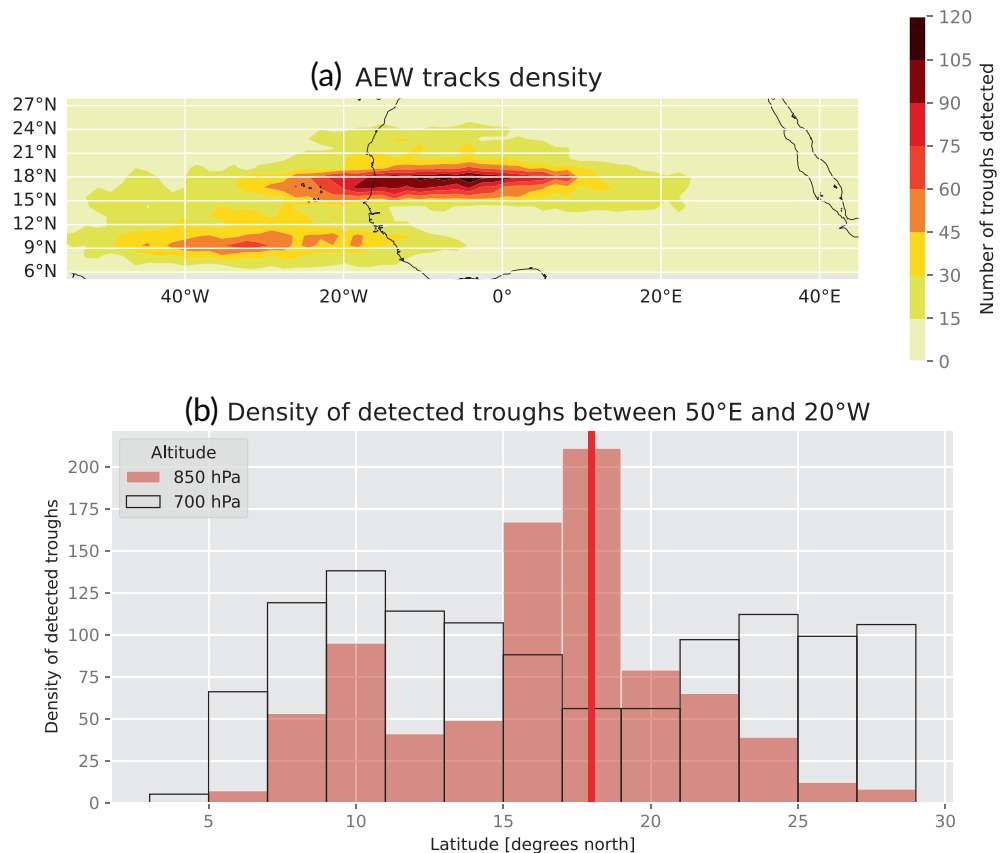 (a) AEW tracks density
27°N
24°N
21°N
18°N
15°N
12°N
9°N
6°N
40°W 20°W 0° 20°E 40°E
120
105
90
75
60
45
30
15
0
Number of troughs detected
(b) Density of detected troughs between 50°E and 20°W
Altitude
850 hPa
700 hPa
200
175
150
125
100
75
50
25
0
Density of detected troughs
5 10 15 20 25 30
Latitude [degrees north]